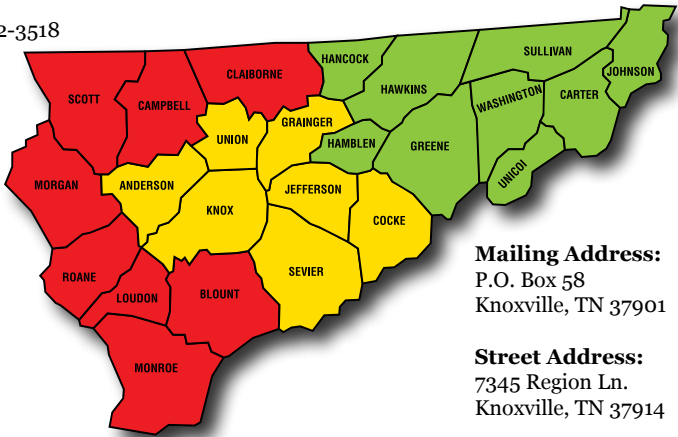 2-3518
HANCOCK
SULLIVAN
JOHNSON
CLAIBORNE
SCOTT
CAMPBELL
HAWKINS
WASHINGTON
CARTER
GRAINGER
UNION
HAMBLEN
GREENE
UNICOI
MORGAN
ANDERSON
JEFFERSON
KNOX
COCKE
SEVIER
ROANE
LOUDON
BLOUNT
MONROE
Mailing Address:
P.O. Box 58
Knoxville, TN 37901
Street Address:
7345 Region Ln.
Knoxville, TN 37914